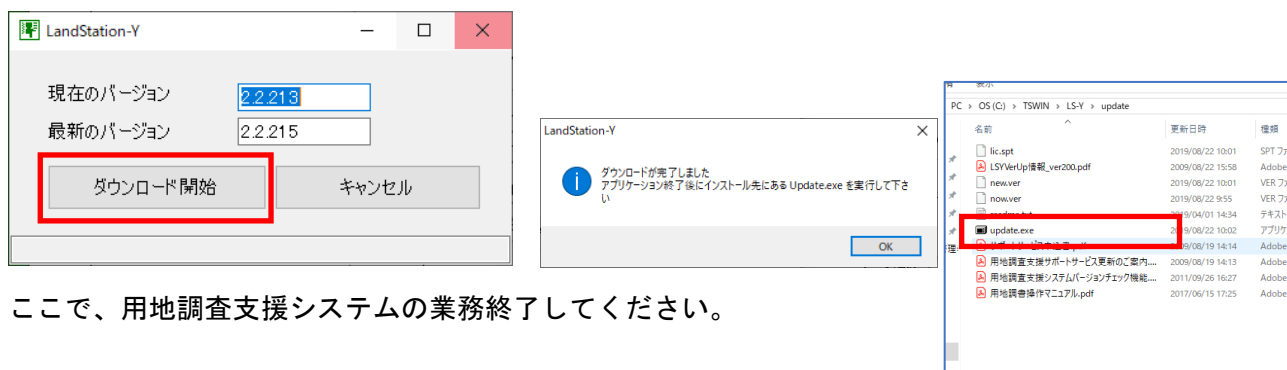 LandStation-Y
現在のバージョン 2.2.213
最新のバージョン 2.2.215
ダウンロード開始 キャンセル
LandStation-Y
ダウンロードが完了しました
アプリケーション終了後にインストール先にある Update.exe を実行して下さ
い
OK
PC › OS (C:) › TSWIN › LS-Y › update
名前 更新日時 種類
lic.spt 2019/08/22 10:01 SPT ファ
LSYVerUp情報_ver200.pdf 2009/08/22 15:58 Adobe
new.ver 2019/08/22 10:01 VER ファ
now.ver 2019/08/22 9:55 VER ファ
2019/04/01 14:34 テキスト
update.exe 2019/08/22 10:02 アプリケ
2009/08/19 14:14 Adobe
用地調査支援サポートサービス更新のご案内.... 2009/08/19 14:13 Adobe
用地調査支援システムバージョンチェック機能.... 2011/09/26 16:27 Adobe
用地調書操作マニュアル.pdf 2017/06/15 17:25 Adobe
ここで、用地調査支援システムの業務終了してください。